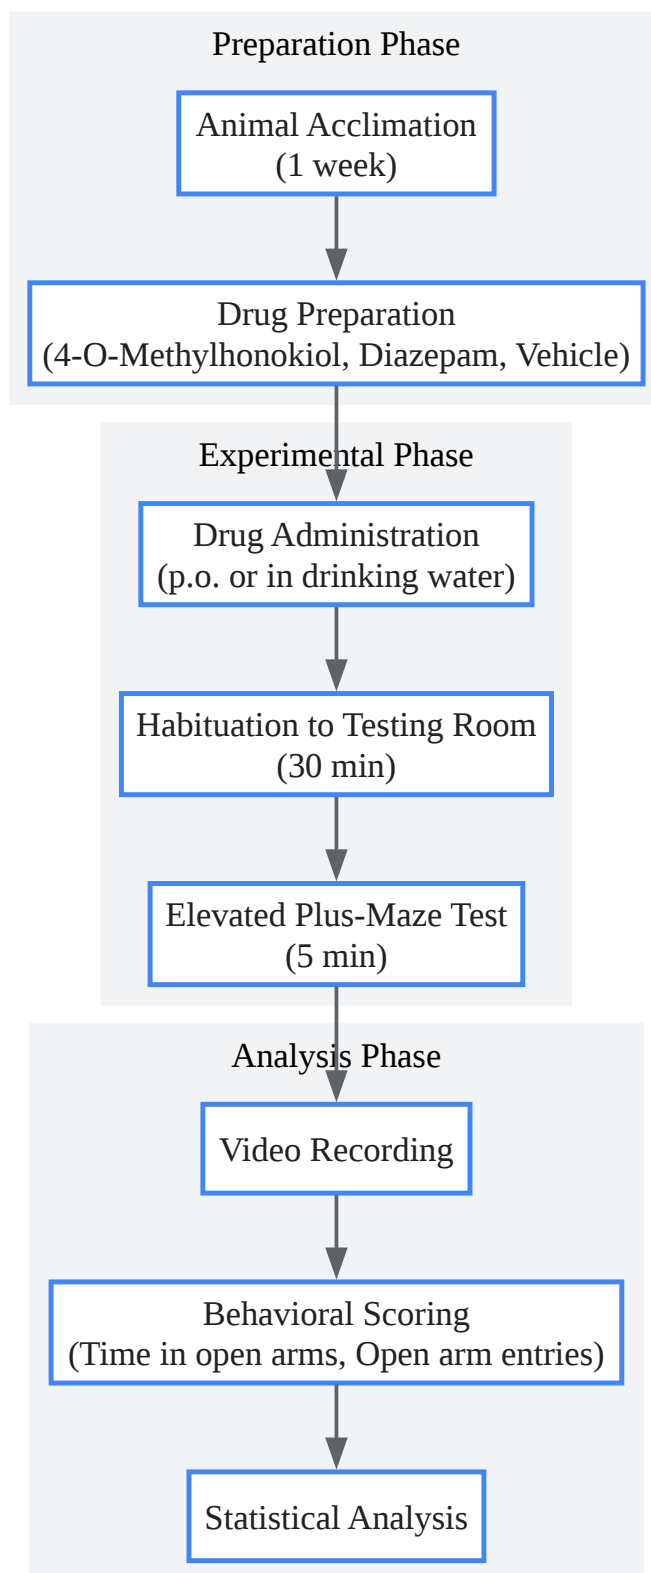 Preparation Phase
Animal Acclimation
(1 week)
Drug Preparation
(4-O-Methylhonokiol, Diazepam, Vehicle)
Experimental Phase
Drug Administration
(p.o. or in drinking water)
Habituation to Testing Room
(30 min)
Elevated Plus-Maze Test
(5 min)
Analysis Phase
Video Recording
Behavioral Scoring
(Time in open arms, Open arm entries)
Statistical Analysis